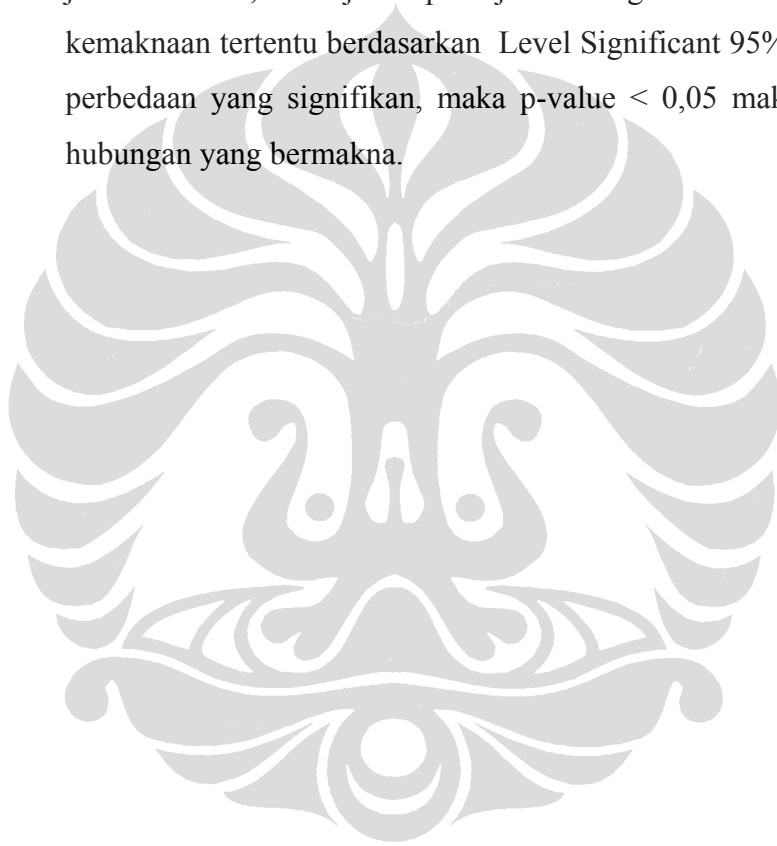 kemaknaan tertentu berdasarkan Level Significant 95%
perbedaan yang signifikan, maka p-value < 0,05 mak
hubungan yang bermakna.